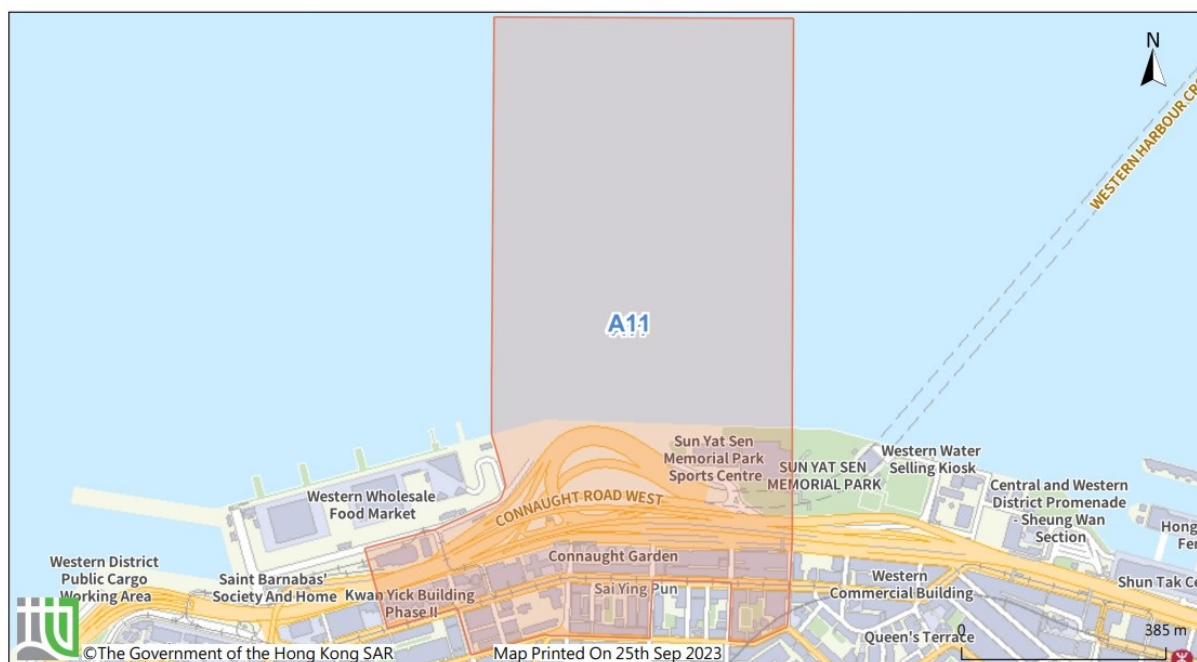 N
WESTERN HARBOUR CRO
A11
Sun Yat Sen
Memorial Park
Sports Centre
SUN YAT SEN
MEMORIAL PARK
Western Water
Selling Kiosk
Western Wholesale
Food Market
CONNAUGHT ROAD WEST
Central and Western
District Promenade
- Sheung Wan
Section
Hong
Fe
Western District
Public Cargo
Working Area
Saint Barnabas'
Society And Home
Kwan Yick Building
Phase II
Connaught Garden
Sai Ying Pun
Western
Commercial Building
Shun Tak Ce
Queen's Terrace
0
385 m
©The Government of the Hong Kong SAR
Map Printed On 25th Sep 2023